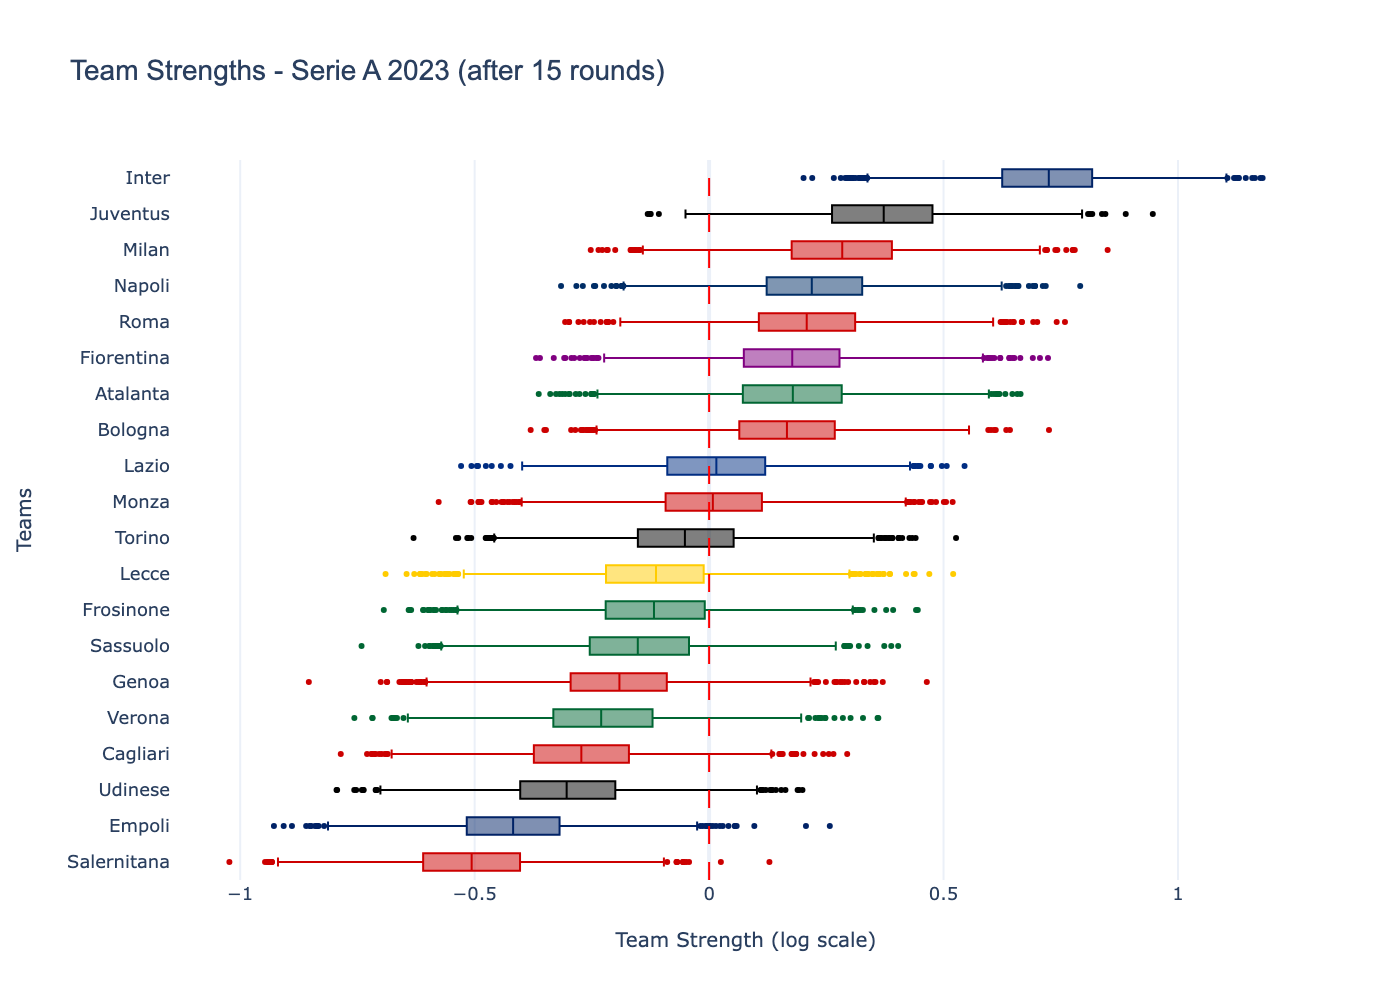 Team Strengths - Serie A 2023 (after 15 rounds)
Teams
Inter
Juventus
Milan
Napoli
Roma
Fiorentina
Atalanta
Bologna
Lazio
Monza
Torino
Lecce
Frosinone
Sassuolo
Genoa
Verona
Cagliari
Udinese
Empoli
Salernitana
−1 −0.5 0 0.5 1
Team Strength (log scale)